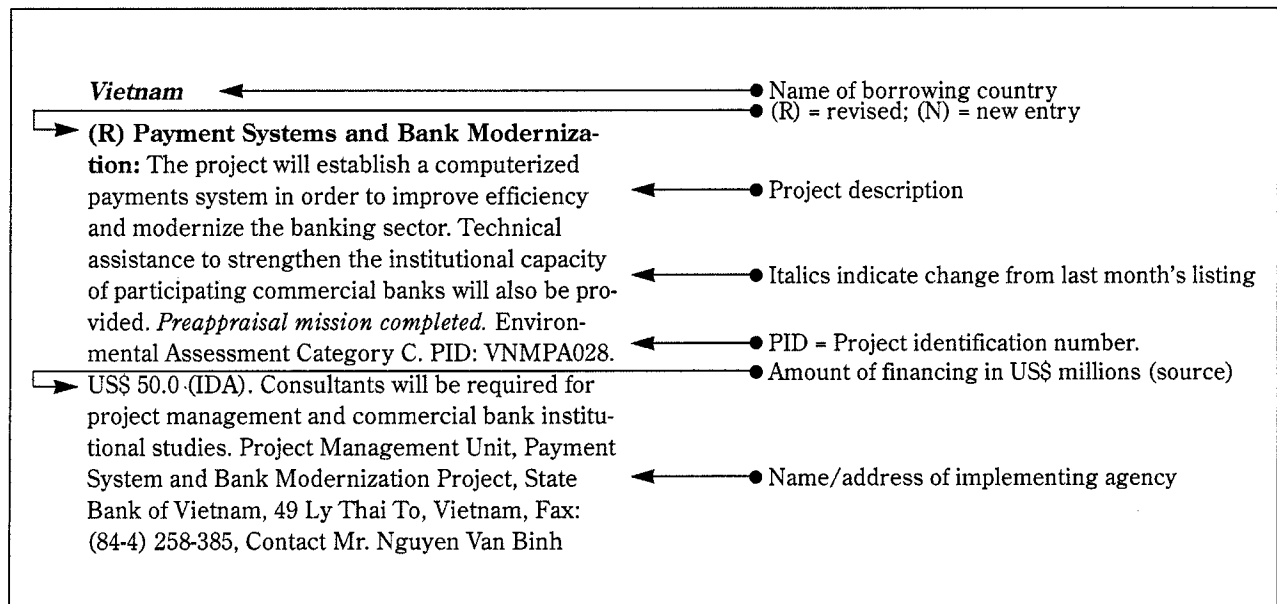 Vietnam
Name of borrowing country
(R) = revised; (N) = new entry
(R) Payment Systems and Bank Moderniza-
tion: The project will establish a computerized
payments system in order to improve efficiency
Project description
and modernize the banking sector. Technical
assistance to strengthen the institutional capacity
Italics indicate change from last month's listing
of participating commercial banks will also be pro-
vided. Preappraisal mission completed. Environ-
mental Assessment Category C. PID: VNMPA028.
PID = Project identification number.
Amount of financing in US$ millions (source)
US$ 50.0 (IDA). Consultants will be required for
project management and commercial bank institu-
tional studies. Project Management Unit, Payment
System and Bank Modernization Project, State
Name/address of implementing agency
Bank of Vietnam, 49 Ly Thai To, Vietnam, Fax:
(84-4) 258-385, Contact Mr. Nguyen Van Binh